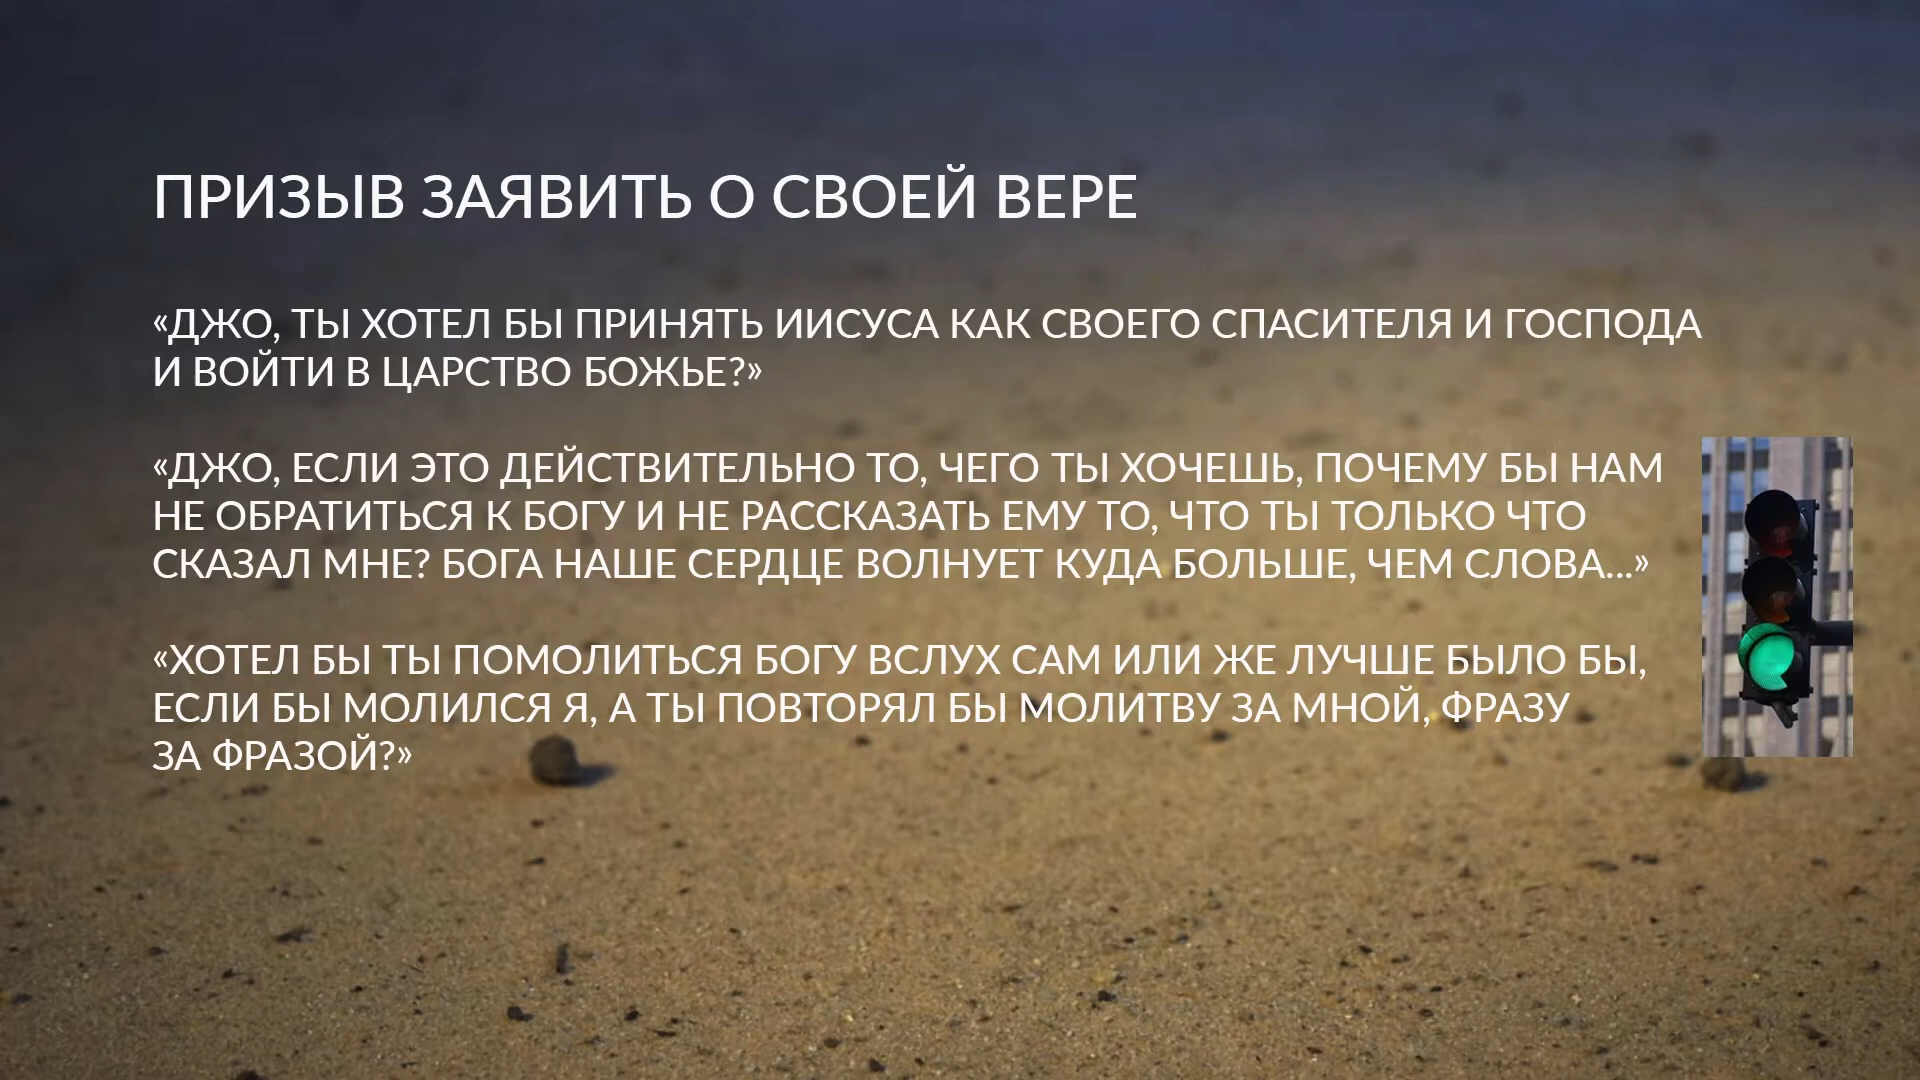 ПРИЗЫВ ЗАЯВИТЬ О СВОЕЙ ВЕРЕ
«ДЖО, ТЫ ХОТЕЛ БЫ ПРИНЯТЬ ИИСУСА КАК СВОЕГО СПАСИТЕЛЯ И ГОСПОДА
И ВОЙТИ В ЦАРСТВО БОЖЬЕ?»
«ДЖО, ЕСЛИ ЭТО ДЕЙСТВИТЕЛЬНО ТО, ЧЕГО ТЫ ХОЧЕШЬ, ПОЧЕМУ БЫ НАМ
НЕ ОБРАТИТЬСЯ К БОГУ И НЕ РАССКАЗАТЬ ЕМУ ТО, ЧТО ТЫ ТОЛЬКО ЧТО
СКАЗАЛ МНЕ? БОГА НАШЕ СЕРДЦЕ ВОЛНУЕТ КУДА БОЛЬШЕ, ЧЕМ СЛОВА...»
«ХОТЕЛ БЫ ТЫ ПОМОЛИТЬСЯ БОГУ ВСЛУХ САМ ИЛИ ЖЕ ЛУЧШЕ БЫЛО БЫ,
ЕСЛИ БЫ МОЛИЛСЯ Я, А ТЫ ПОВТОРЯЛ БЫ МОЛИТВУ ЗА МНОЙ, ФРАЗУ
ЗА ФРАЗОЙ?»